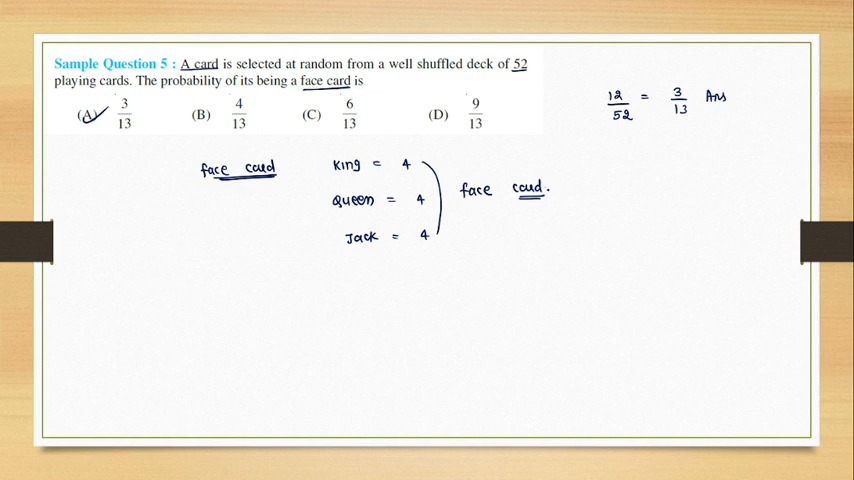 Sample Question 5 : A card is selected at random from a well shuffled deck of 52
playing cards. The probability of its being a face card is
(A) 3/13 (B) 4/13 (C) 6/13 (D) 9/13
12/52 = 3/13 Ans
face card
King = 4
Queen = 4
Jack = 4
face card.